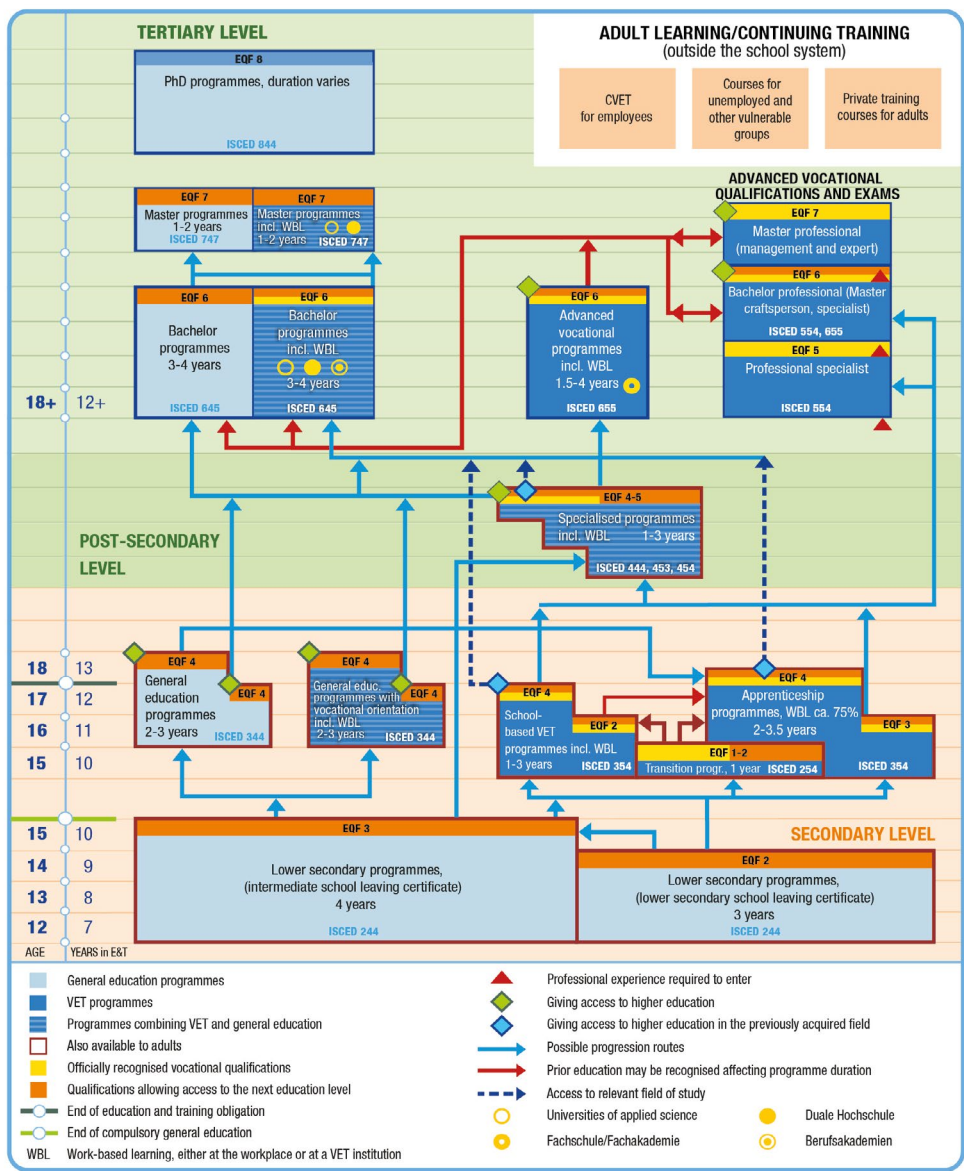 TERTIARY LEVEL
EQF 8
PhD programmes, duration varies
ISCED 844
ADULT LEARNING/CONTINUING TRAINING
(outside the school system)
CVET
for employees
Courses for
unemployed and
other vulnerable
groups
Private training
courses for adults
EQF 7
Master programmes
1-2 years
ISCED 747
EQF 7
Master programmes
incl. WBL
1-2 years
ISCED 747
ADVANCED VOCATIONAL
QUALIFICATIONS AND EXAMS
EQF 7
Master professional
(management and expert)
EQF 6
Bachelor professional (Master
craftsperson, specialist)
ISCED 554, 655
EQF 5
Professional specialist
ISCED 554
EQF 6
Bachelor
programmes
3-4 years
ISCED 645
EQF 6
Bachelor
programmes
incl. WBL
3-4 years
ISCED 645
EQF 6
Advanced
vocational
programmes
incl. WBL
1.5-4 years
ISCED 655
18+ 12+
POST-SECONDARY
LEVEL
EQF 4-5
Specialised programmes
incl. WBL 1-3 years
ISCED 444, 453, 454
18 13
17 12
16 11
15 10
EQF 4
EQF 4
General
education
programmes
2-3 years
ISCED 344
EQF 4
EQF 4
General educ.
programmes with
vocational orientation
incl. WBL
2-3 years
ISCED 344
EQF 4
EQF 2
School-
based VET
programmes incl. WBL
1-3 years
ISCED 354
EQF 1-2
Transition progr., 1 year ISCED 254
EQF 4
EQF 3
Apprenticeship
programmes, WBL ca. 75%
2-3.5 years
ISCED 354
SECONDARY LEVEL
15 10
14 9
13 8
12 7
AGE YEARS in E&T
EQF 3
Lower secondary programmes,
(intermediate school leaving certificate)
4 years
ISCED 244
EQF 2
Lower secondary programmes,
(lower secondary school leaving certificate)
3 years
ISCED 244
General education programmes
VET programmes
Programmes combining VET and general education
Also available to adults
Officially recognised vocational qualifications
Qualifications allowing access to the next education level
End of education and training obligation
End of compulsory general education
WBL Work-based learning, either at the workplace or at a VET institution
Professional experience required to enter
Giving access to higher education
Giving access to higher education in the previously acquired field
Possible progression routes
Prior education may be recognised affecting programme duration
Access to relevant field of study
Universities of applied science
Duale Hochschule
Fachschule/Fachakademie
Berufsakademien